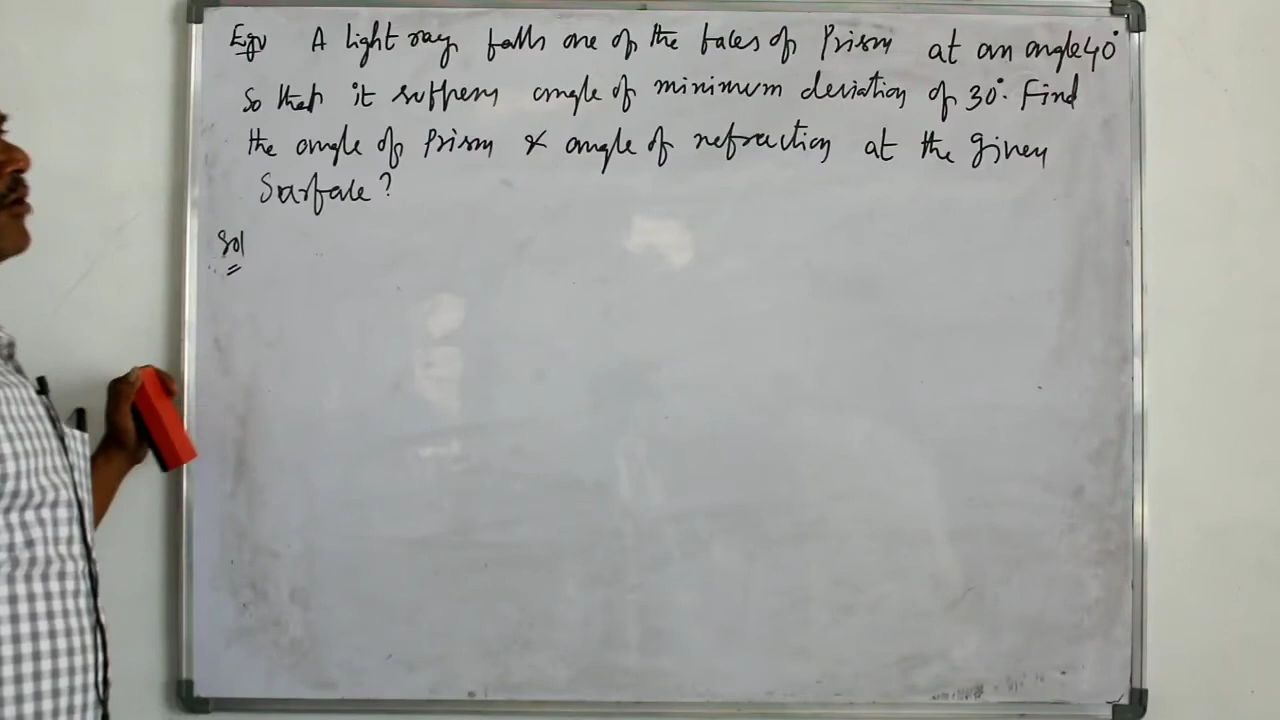 A light ray falls one of the faces of Prism at an angle 40°
So that it suffers angle of minimum deviation of 30°. Find
the angle of Prism & angle of refraction at the given
Surface?
Sol